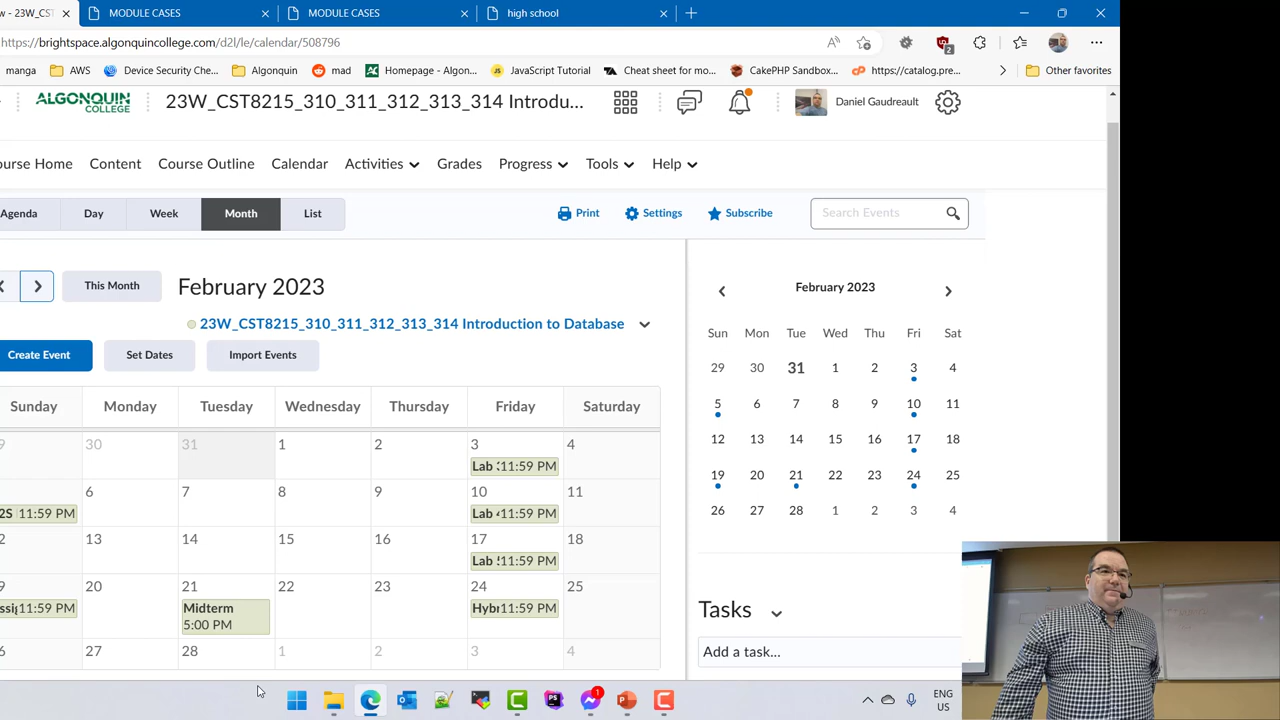 w - 23W_CST
MODULE CASES
MODULE CASES
high school
https://brightspace.algonquincollege.com/d2l/le/calendar/508796
manga
AWS
Device Security Che...
Algonquin
mad
Homepage - Algon...
JavaScript Tutorial
Cheat sheet for mo...
CakePHP Sandbox...
https://catalog.pre...
Other favorites
ALGONQUIN
COLLEGE
23W_CST8215_310_311_312_313_314 Introdu...
Daniel Gaudreault
ourse Home
Content
Course Outline
Calendar
Activities
Grades
Progress
Tools
Help
Agenda
Day
Week
Month
List
Print
Settings
Subscribe
Search Events
This Month
February 2023
23W_CST8215_310_311_312_313_314 Introduction to Database
Create Event
Set Dates
Import Events
Sunday Monday Tuesday Wednesday Thursday Friday Saturday
9 30 31 1 2 3 4
Lab 11:59 PM
6 7 8 9 10 11
2S 11:59 PM
Lab 11:59 PM
2 13 14 15 16 17 18
Lab 11:59 PM
9 20 21 22 23 24 25
ssig 11:59 PM
Midterm
5:00 PM
Hybr 11:59 PM
6 27 28 1 2 3 4
February 2023
Sun Mon Tue Wed Thu Fri Sat
29 30 31 1 2 3 4
5 6 7 8 9 10 11
12 13 14 15 16 17 18
19 20 21 22 23 24 25
26 27 28 1 2 3 4
Tasks
Add a task...
ENG
US